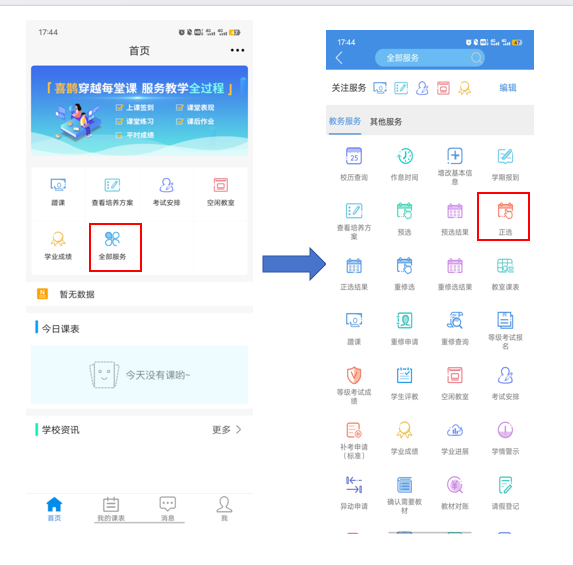 17:44
首页
「喜鹊穿越每堂课 服务教学全过程」
上课签到 课堂表现
课堂练习 课后作业
平时成绩
蹭课 查看培养方案 考试安排 空闲教室
学业成绩 全部服务
暂无数据
今日课表
今天没有课哟~
学校资讯 更多
首页 我的课表 消息 我
17:44
全部服务
关注服务 编辑
教务服务 其他服务
25
校历查询 作息时间 增改基本信息 学期报到
查看培养方案 预选 预选结果 正选
正选结果 重修选 重修选结果 教室课表
蹭课 重修申请 重修查询 等级考试报名
等级考试成绩 学生评教 空闲教室 考试安排
补考申请(标准) 学业成绩 学业进展 学情警示
异动申请 确认需要教材 教材对账 请假登记